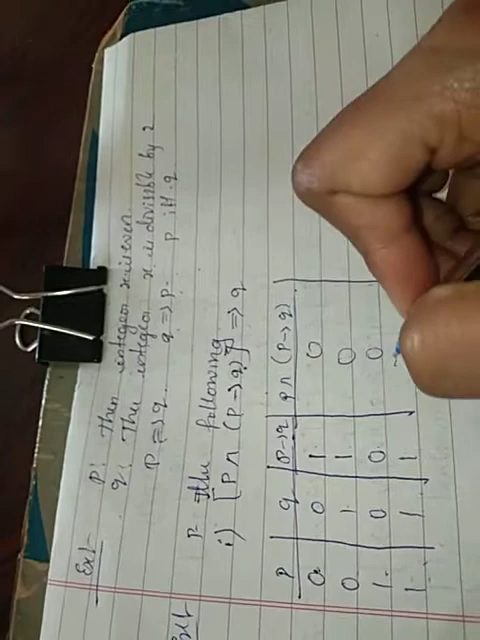 Ex:- P: The integer x is even.
q: The integer x is divisible by 2
P => q. q => P. P iff q
P the following
i) [P ∧ (P → q)] => q
P | q | P→q | q ∧ (P → q)
0 0 1 0
0 1 1 0
1 0 0 0
1 1 1